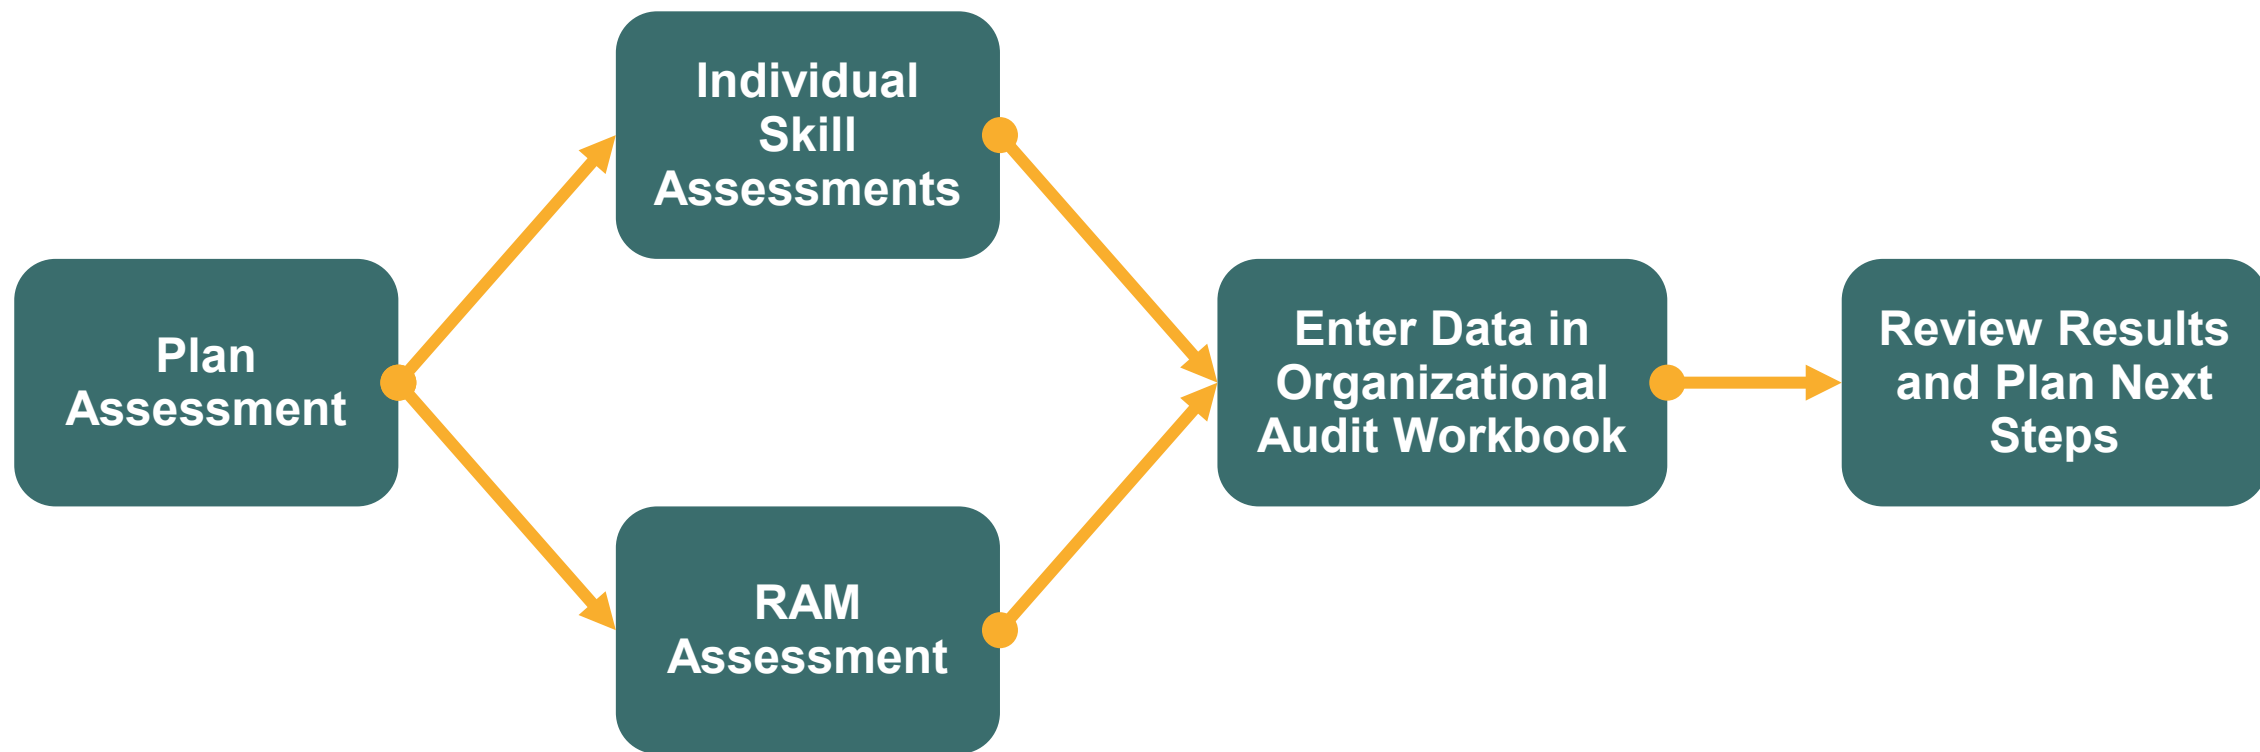 Plan
Assessment
Individual
Skill
Assessments
RAM
Assessment
Enter Data in
Organizational
Audit Workbook
Review Results
and Plan Next
Steps